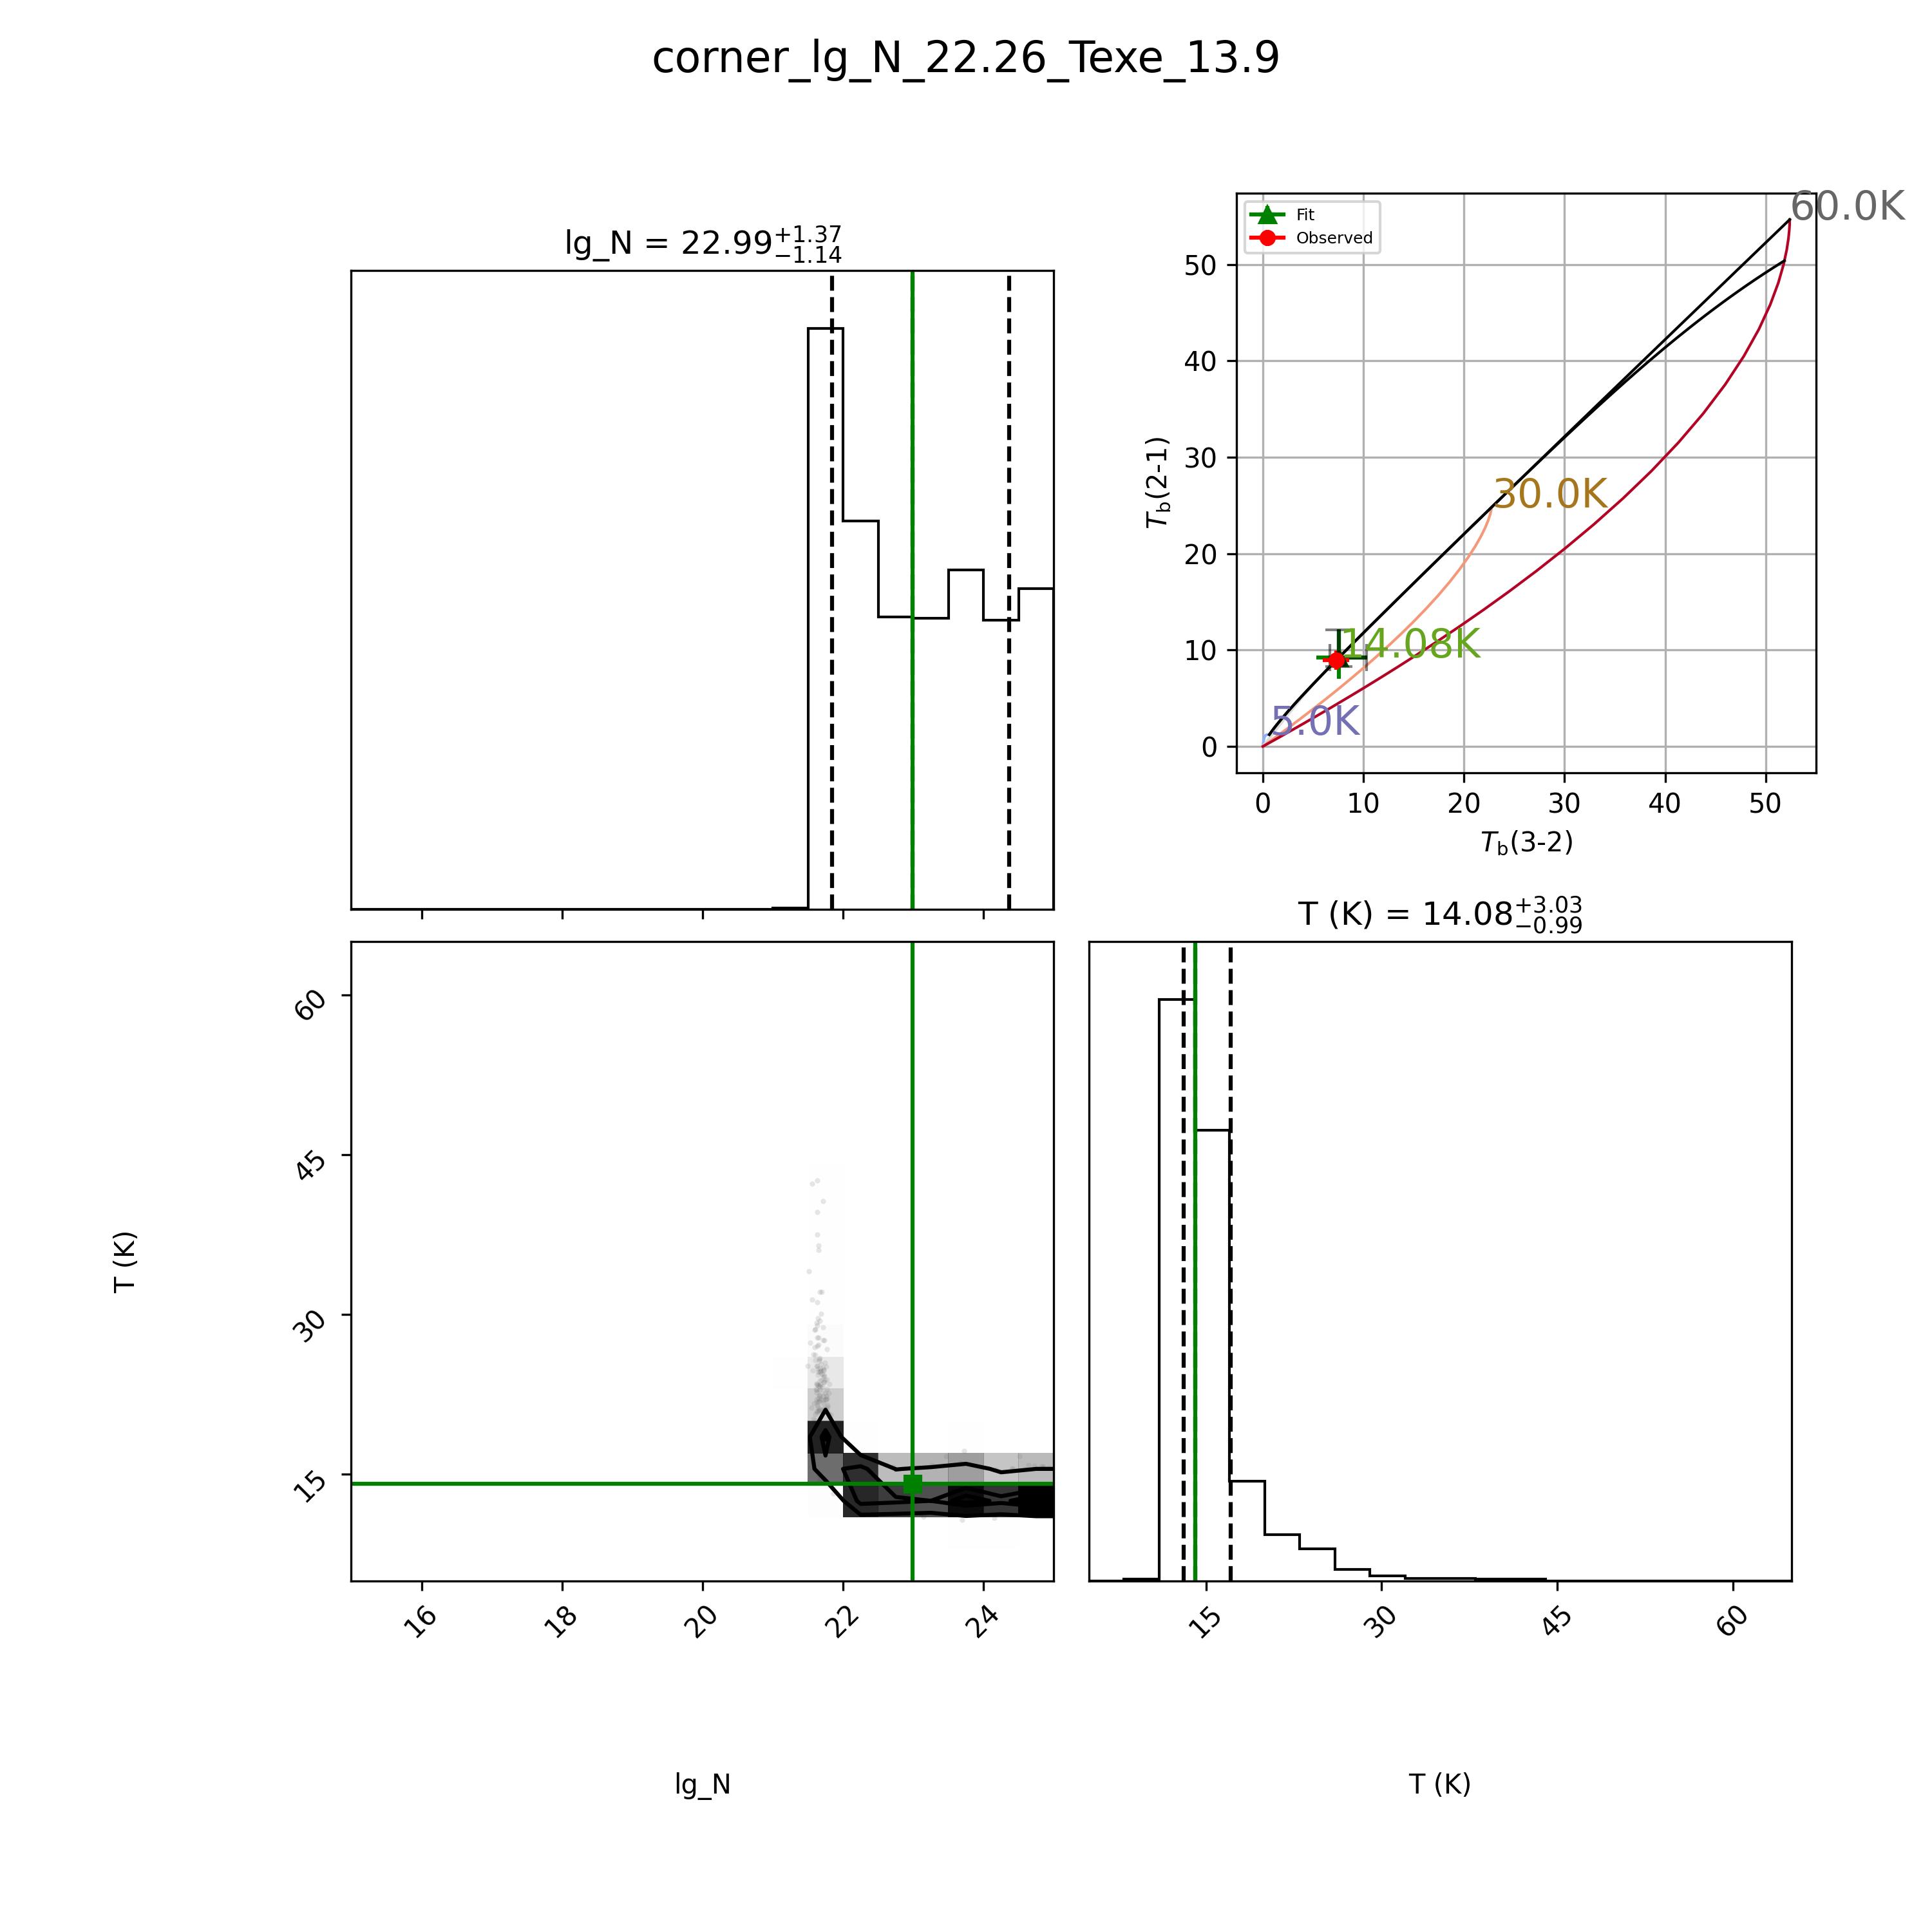 corner_lg_N_22.26_Texe_13.9
lg_N = 22.99+1.37−1.14
60.0K
Fit
Observed
50
40
30
20
10
0
30.0K
14.08K
5.0K
Tb(2-1)
0 10 20 30 40 50
Tb(3-2)
T (K) = 14.08+3.03−0.99
60
45
30
15
T (K)
16 18 20 22 24
15 30 45 60
lg_N
T (K)